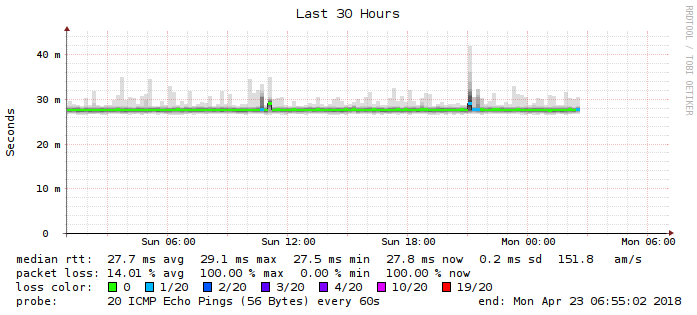 Last 30 Hours
RRDTOOL / TOBI OETIKER
Seconds
40 m
30 m
20 m
10 m
0
Sun 06:00 Sun 12:00 Sun 18:00 Mon 00:00 Mon 06:00
median rtt: 27.7 ms avg 29.1 ms max 27.5 ms min 27.8 ms now 0.2 ms sd 151.8 am/s
packet loss: 14.01 % avg 100.00 % max 0.00 % min 100.00 % now
loss color: 0 1/20 2/20 3/20 4/20 10/20 19/20
probe: 20 ICMP Echo Pings (56 Bytes) every 60s end: Mon Apr 23 06:55:02 2018